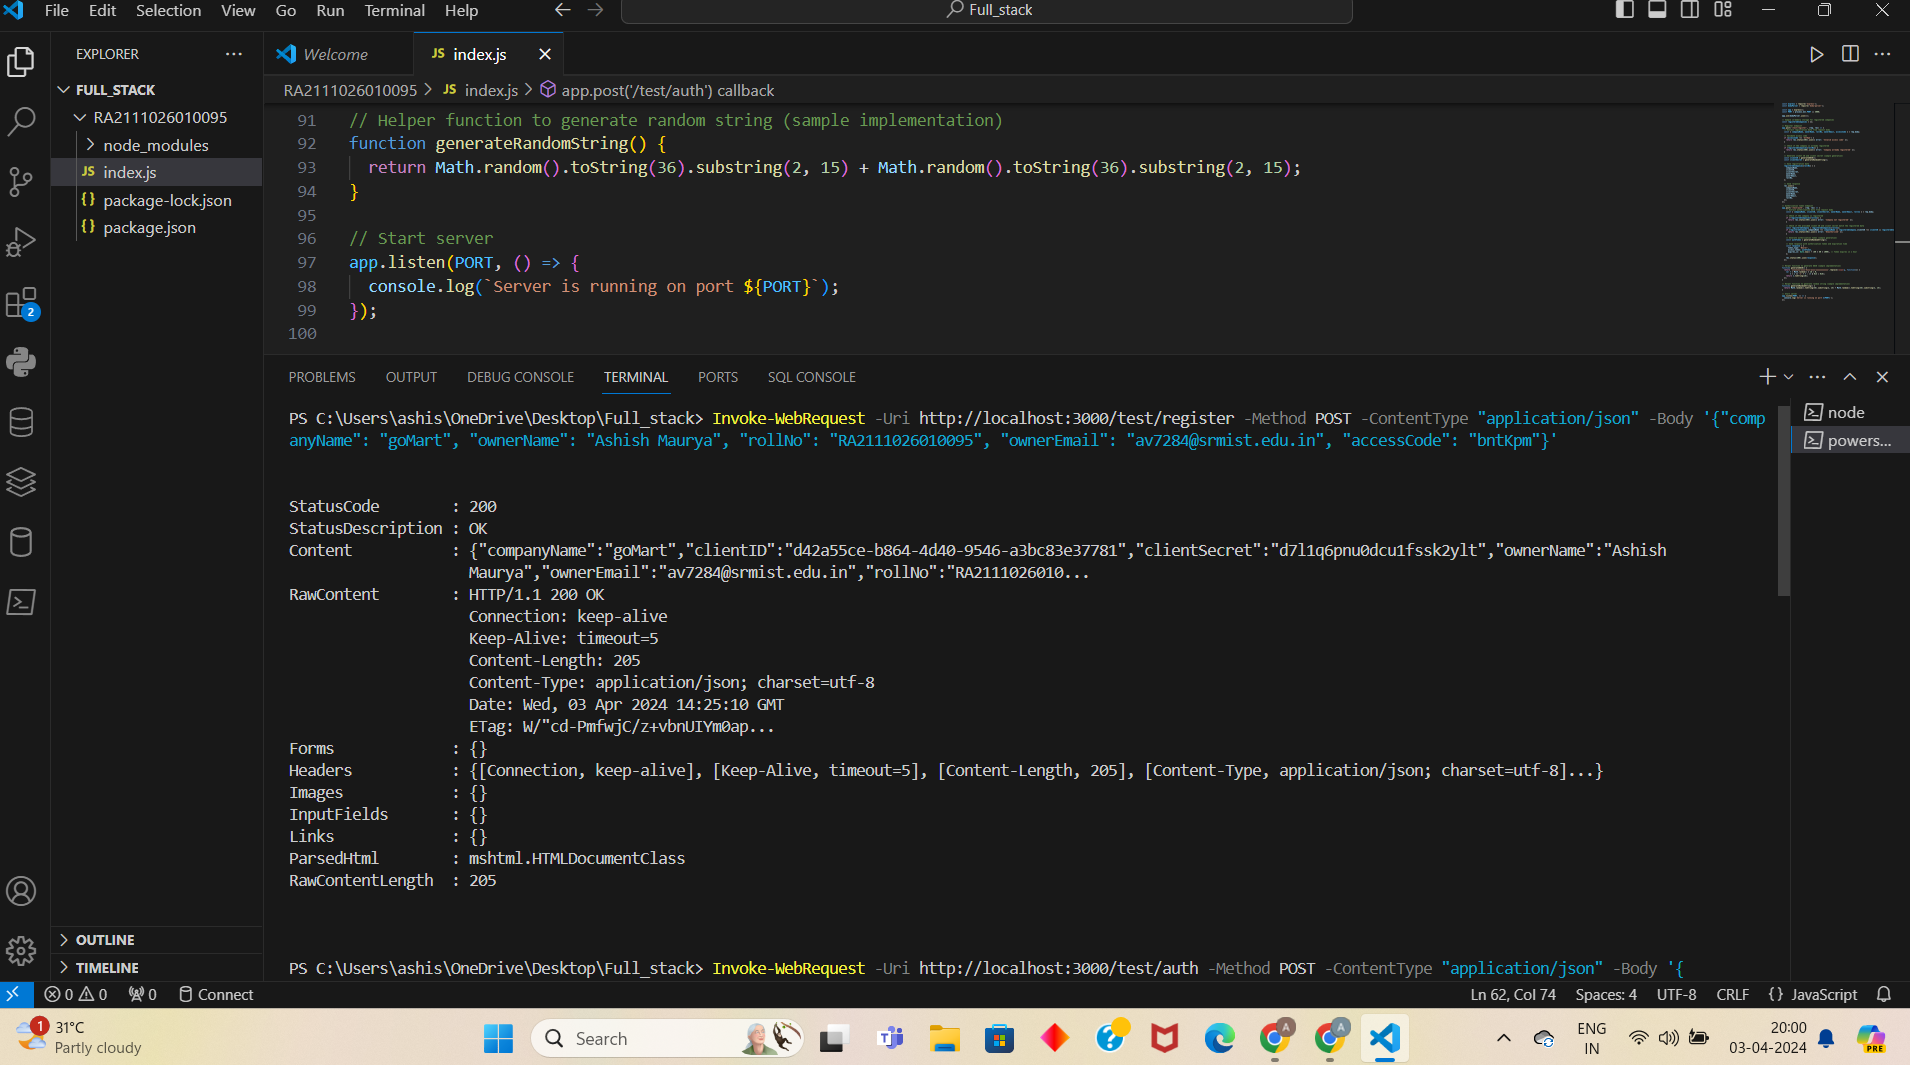 File Edit Selection View Go Run Terminal Help
Full_stack
EXPLORER
Welcome
JS index.js
FULL_STACK
RA2111026010095
node_modules
JS index.js
{} package-lock.json
{} package.json
RA2111026010095 > JS index.js > app.post('/test/auth') callback
91 // Helper function to generate random string (sample implementation)
92 function generateRandomString() {
93 return Math.random().toString(36).substring(2, 15) + Math.random().toString(36).substring(2, 15);
94 }
95
96 // Start server
97 app.listen(PORT, () => {
98 console.log(`Server is running on port ${PORT}`);
99 });
100
2
PROBLEMS OUTPUT DEBUG CONSOLE TERMINAL PORTS SQL CONSOLE
node
powers...
PS C:\Users\ashis\OneDrive\Desktop\Full_stack> Invoke-WebRequest -Uri http://localhost:3000/test/register -Method POST -ContentType "application/json" -Body '{"comp
anyName": "goMart", "ownerName": "Ashish Maurya", "rollNo": "RA2111026010095", "ownerEmail": "av7284@srmist.edu.in", "accessCode": "bntKpm"}'
StatusCode : 200
StatusDescription : OK
Content : {"companyName":"goMart","clientID":"d42a55ce-b864-4d40-9546-a3bc83e37781","clientSecret":"d7l1q6pnu0dcu1fssk2ylt","ownerName":"Ashish
Maurya","ownerEmail":"av7284@srmist.edu.in","rollNo":"RA2111026010...
RawContent : HTTP/1.1 200 OK
Connection: keep-alive
Keep-Alive: timeout=5
Content-Length: 205
Content-Type: application/json; charset=utf-8
Date: Wed, 03 Apr 2024 14:25:10 GMT
ETag: W/"cd-PmfwjC/z+vbnUIYm0ap...
Forms : {}
Headers : {[Connection, keep-alive], [Keep-Alive, timeout=5], [Content-Length, 205], [Content-Type, application/json; charset=utf-8]...}
Images : {}
InputFields : {}
Links : {}
ParsedHtml : mshtml.HTMLDocumentClass
RawContentLength : 205
PS C:\Users\ashis\OneDrive\Desktop\Full_stack> Invoke-WebRequest -Uri http://localhost:3000/test/auth -Method POST -ContentType "application/json" -Body '{
OUTLINE
TIMELINE
0 0 0 Connect
Ln 62, Col 74 Spaces: 4 UTF-8 CRLF {} JavaScript
1
31°C
Partly cloudy
Search
A
A
ENG
IN
20:00
03-04-2024
PRE